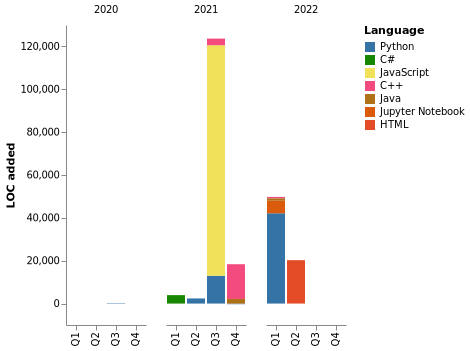 2020 2021 2022
Language
Python
C#
JavaScript
C++
Java
Jupyter Notebook
HTML
LOC added
120,000
100,000
80,000
60,000
40,000
20,000
0
Q1 Q2 Q3 Q4 Q1 Q2 Q3 Q4 Q1 Q2 Q3 Q4